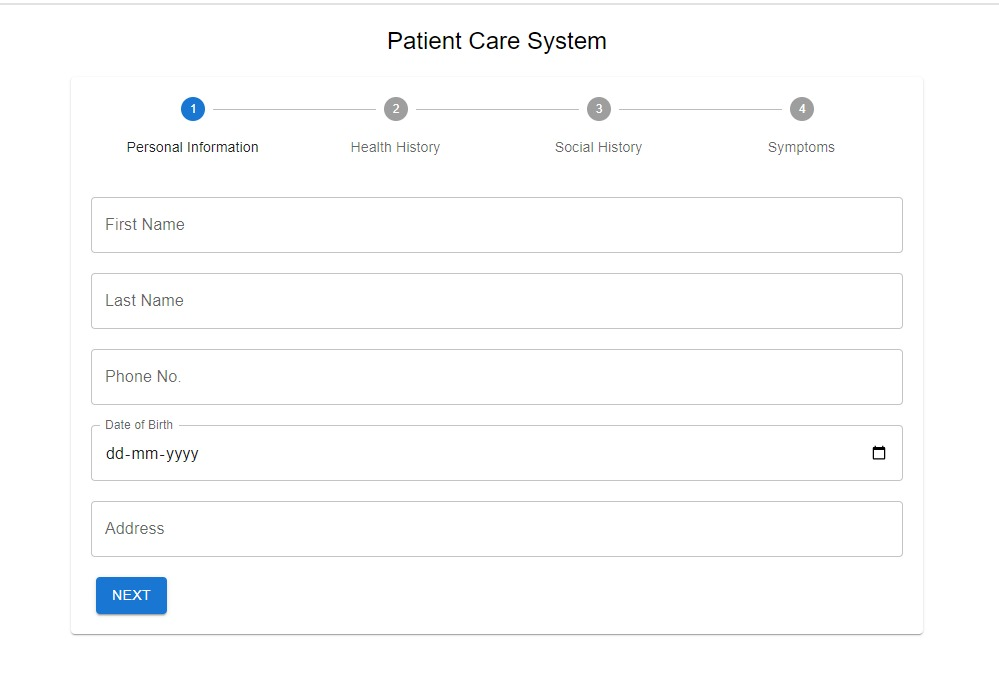 Patient Care System
1 2 3 4
Personal Information Health History Social History Symptoms
First Name
Last Name
Phone No.
Date of Birth
dd-mm-yyyy
Address
NEXT